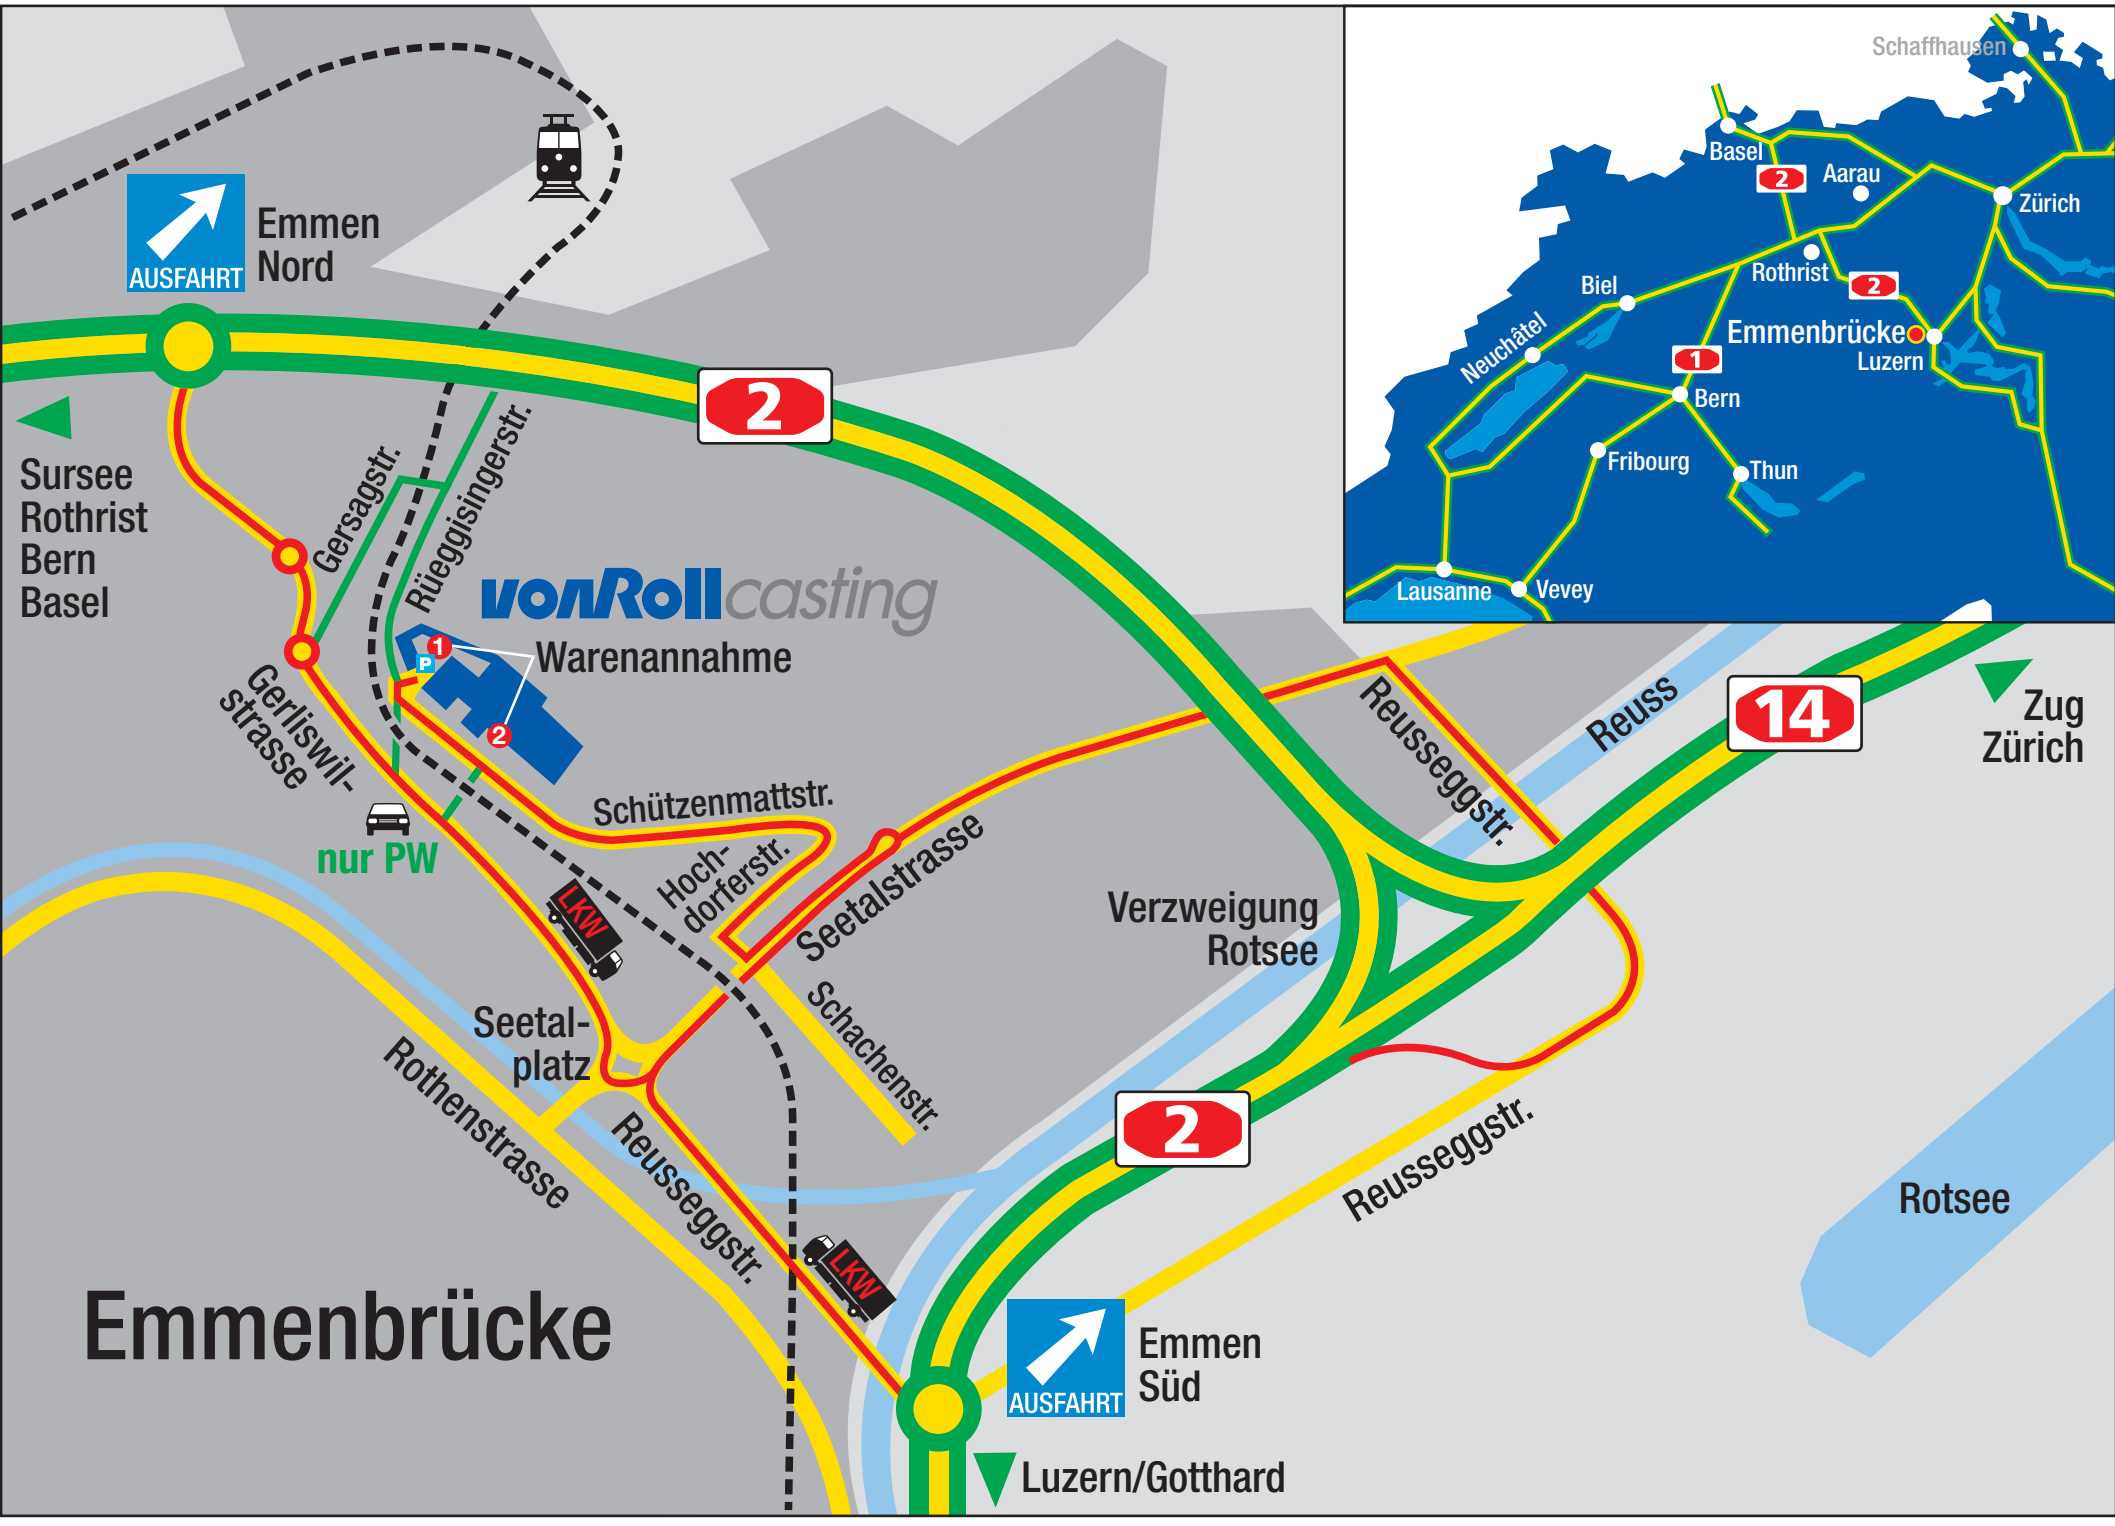 Emmen
Nord
AUSFAHRT
Sursee
Rothrist
Bern
Basel
2
Gersagstr.
Rüeggisingerstr.
vonRoll casting
Warenannahme
1
P
2
Gerliswil-
strasse
nur PW
Schützenmattstr.
Hoch-
dorferstr.
Seetalstrasse
LKW
Seetal-
platz
Rothenstrasse
Reusseggstr.
Schachenstr.
LKW
Emmenbrücke
Verzweigung
Rotsee
Reusseggstr.
Reuss
14
Zug
Zürich
2
Reusseggstr.
Rotsee
AUSFAHRT
Emmen
Süd
Luzern/Gotthard
Schaffhausen
Basel
2
Aarau
Zürich
Rothrist
2
Biel
Neuchâtel
Emmenbrücke
Luzern
1
Bern
Fribourg
Thun
Lausanne
Vevey